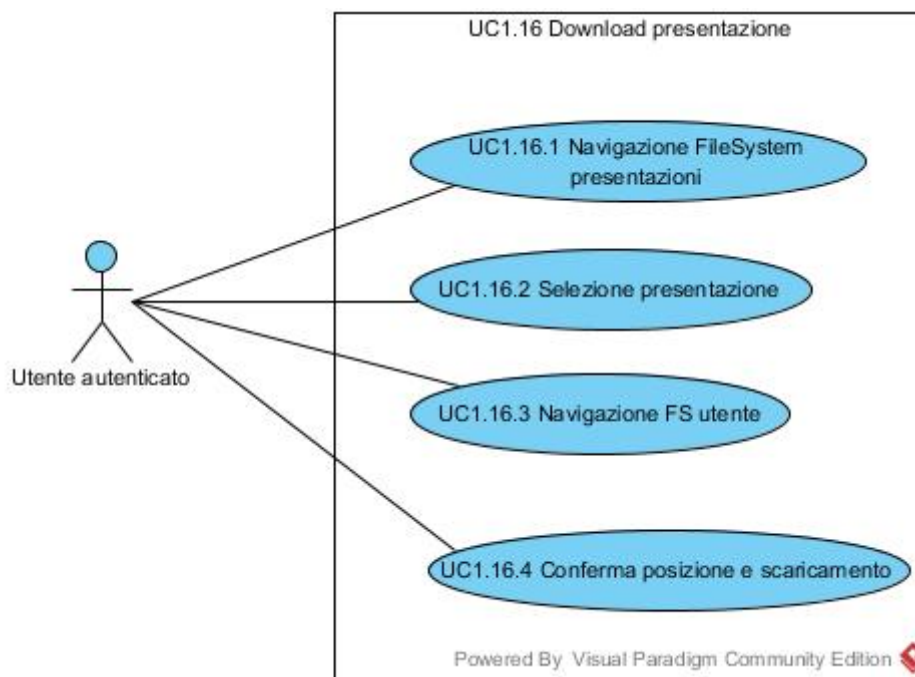 UC1.16 Download presentazione
UC1.16.1 Navigazione FileSystem
presentazioni
UC1.16.2 Selezione presentazione
Utente autenticato
UC1.16.3 Navigazione FS utente
UC1.16.4 Conferma posizione e scaricamento
Powered By Visual Paradigm Community Edition